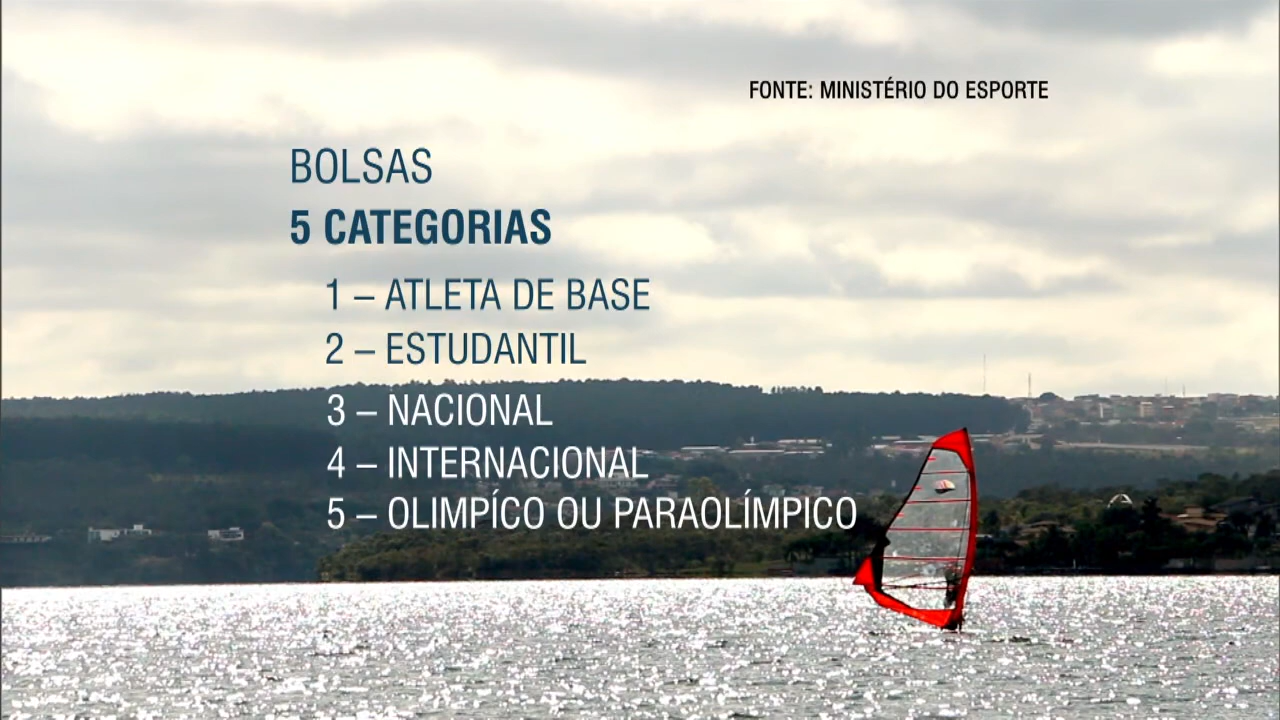 FONTE: MINISTÉRIO DO ESPORTE
BOLSAS
5 CATEGORIAS
1 – ATLETA DE BASE
2 – ESTUDANTIL
3 – NACIONAL
4 – INTERNACIONAL
5 – OLIMPÍCO OU PARAOLÍMPICO